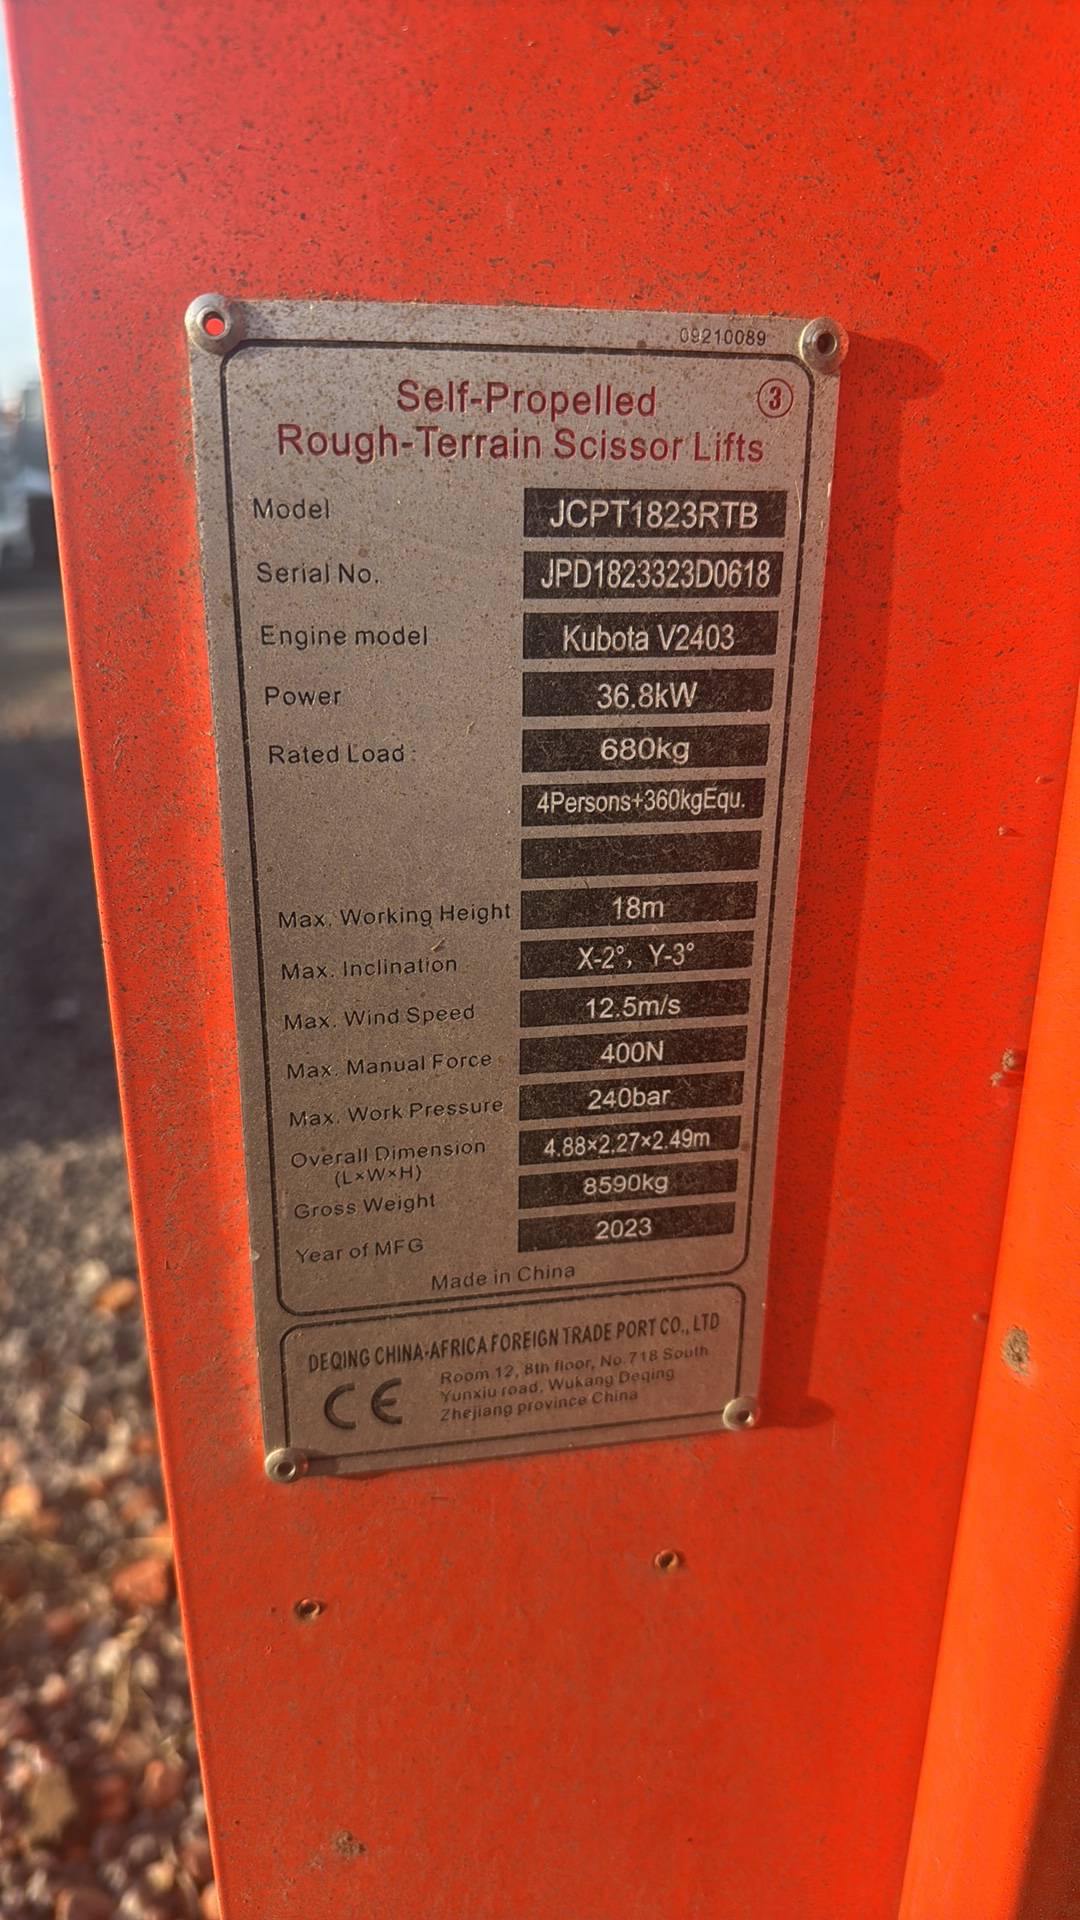 09210089
Self-Propelled ③
Rough-Terrain Scissor Lifts
Model JCPT1823RTB
Serial No. JPD1823323D0618
Engine model Kubota V2403
Power 36.8kW
Rated Load: 680kg
4Persons+360kgEqu.
Max. Working Height 18m
Max. Inclination X-2°, Y-3°
Max. Wind Speed 12.5m/s
Max. Manual Force 400N
Max. Work Pressure 240bar
Overall Dimension 4.88×2.27×2.49m
(L×W×H)
Gross Weight 8590kg
Year of MFG 2023
Made in China
DEQING CHINA-AFRICA FOREIGN TRADE PORT CO., LTD
CE
Room 12, 8th floor, No.718 South
Yunxiu road, Wukang Deqing
Zhejiang province China